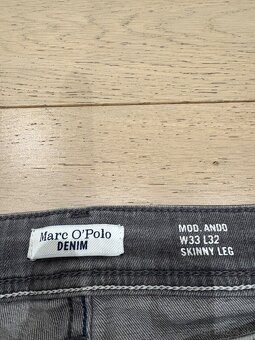 Marc O'Polo
DENIM
MOD. ANDO
W33 L32
SKINNY LEG